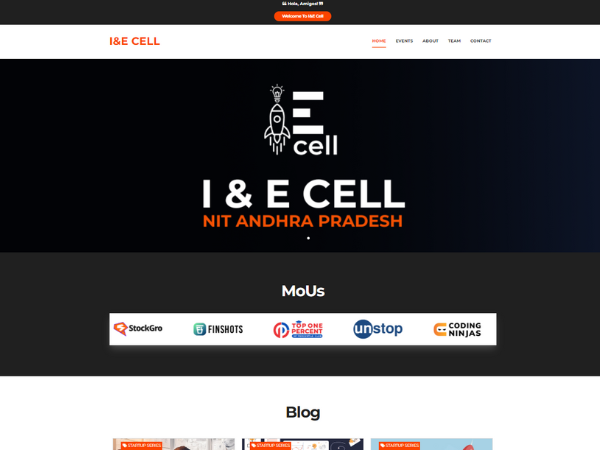 Hola, Amigos!
Welcome To I&E Cell
I&E CELL
HOME EVENTS ABOUT TEAM CONTACT
E
cell
I & E CELL
NIT ANDHRA PRADESH
MoUs
StockGro FINSHOTS TOP ONE PERCENT unstop CODING NINJAS
Blog
STARTUP SERIES STARTUP SERIES STARTUP SERIES